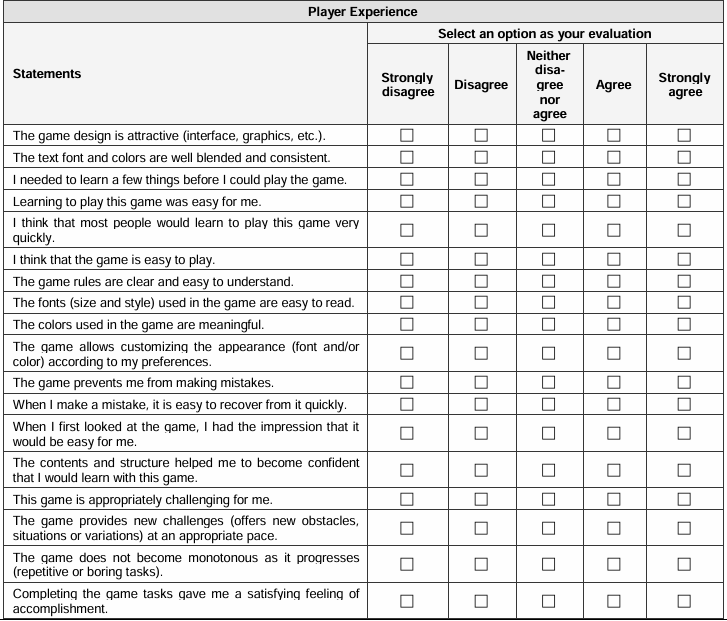 Player Experience
Statements
Select an option as your evaluation
Strongly
disagree
Disagree
Neither
disa-
gree
nor
agree
Agree
Strongly
agree
The game design is attractive (interface, graphics, etc.).
The text font and colors are well blended and consistent.
I needed to learn a few things before I could play the game.
Learning to play this game was easy for me.
I think that most people would learn to play this game very
quickly.
I think that the game is easy to play.
The game rules are clear and easy to understand.
The fonts (size and style) used in the game are easy to read.
The colors used in the game are meaningful.
The game allows customizing the appearance (font and/or
color) according to my preferences.
The game prevents me from making mistakes.
When I make a mistake, it is easy to recover from it quickly.
When I first looked at the game, I had the impression that it
would be easy for me.
The contents and structure helped me to become confident
that I would learn with this game.
This game is appropriately challenging for me.
The game provides new challenges (offers new obstacles,
situations or variations) at an appropriate pace.
The game does not become monotonous as it progresses
(repetitive or boring tasks).
Completing the game tasks gave me a satisfying feeling of
accomplishment.